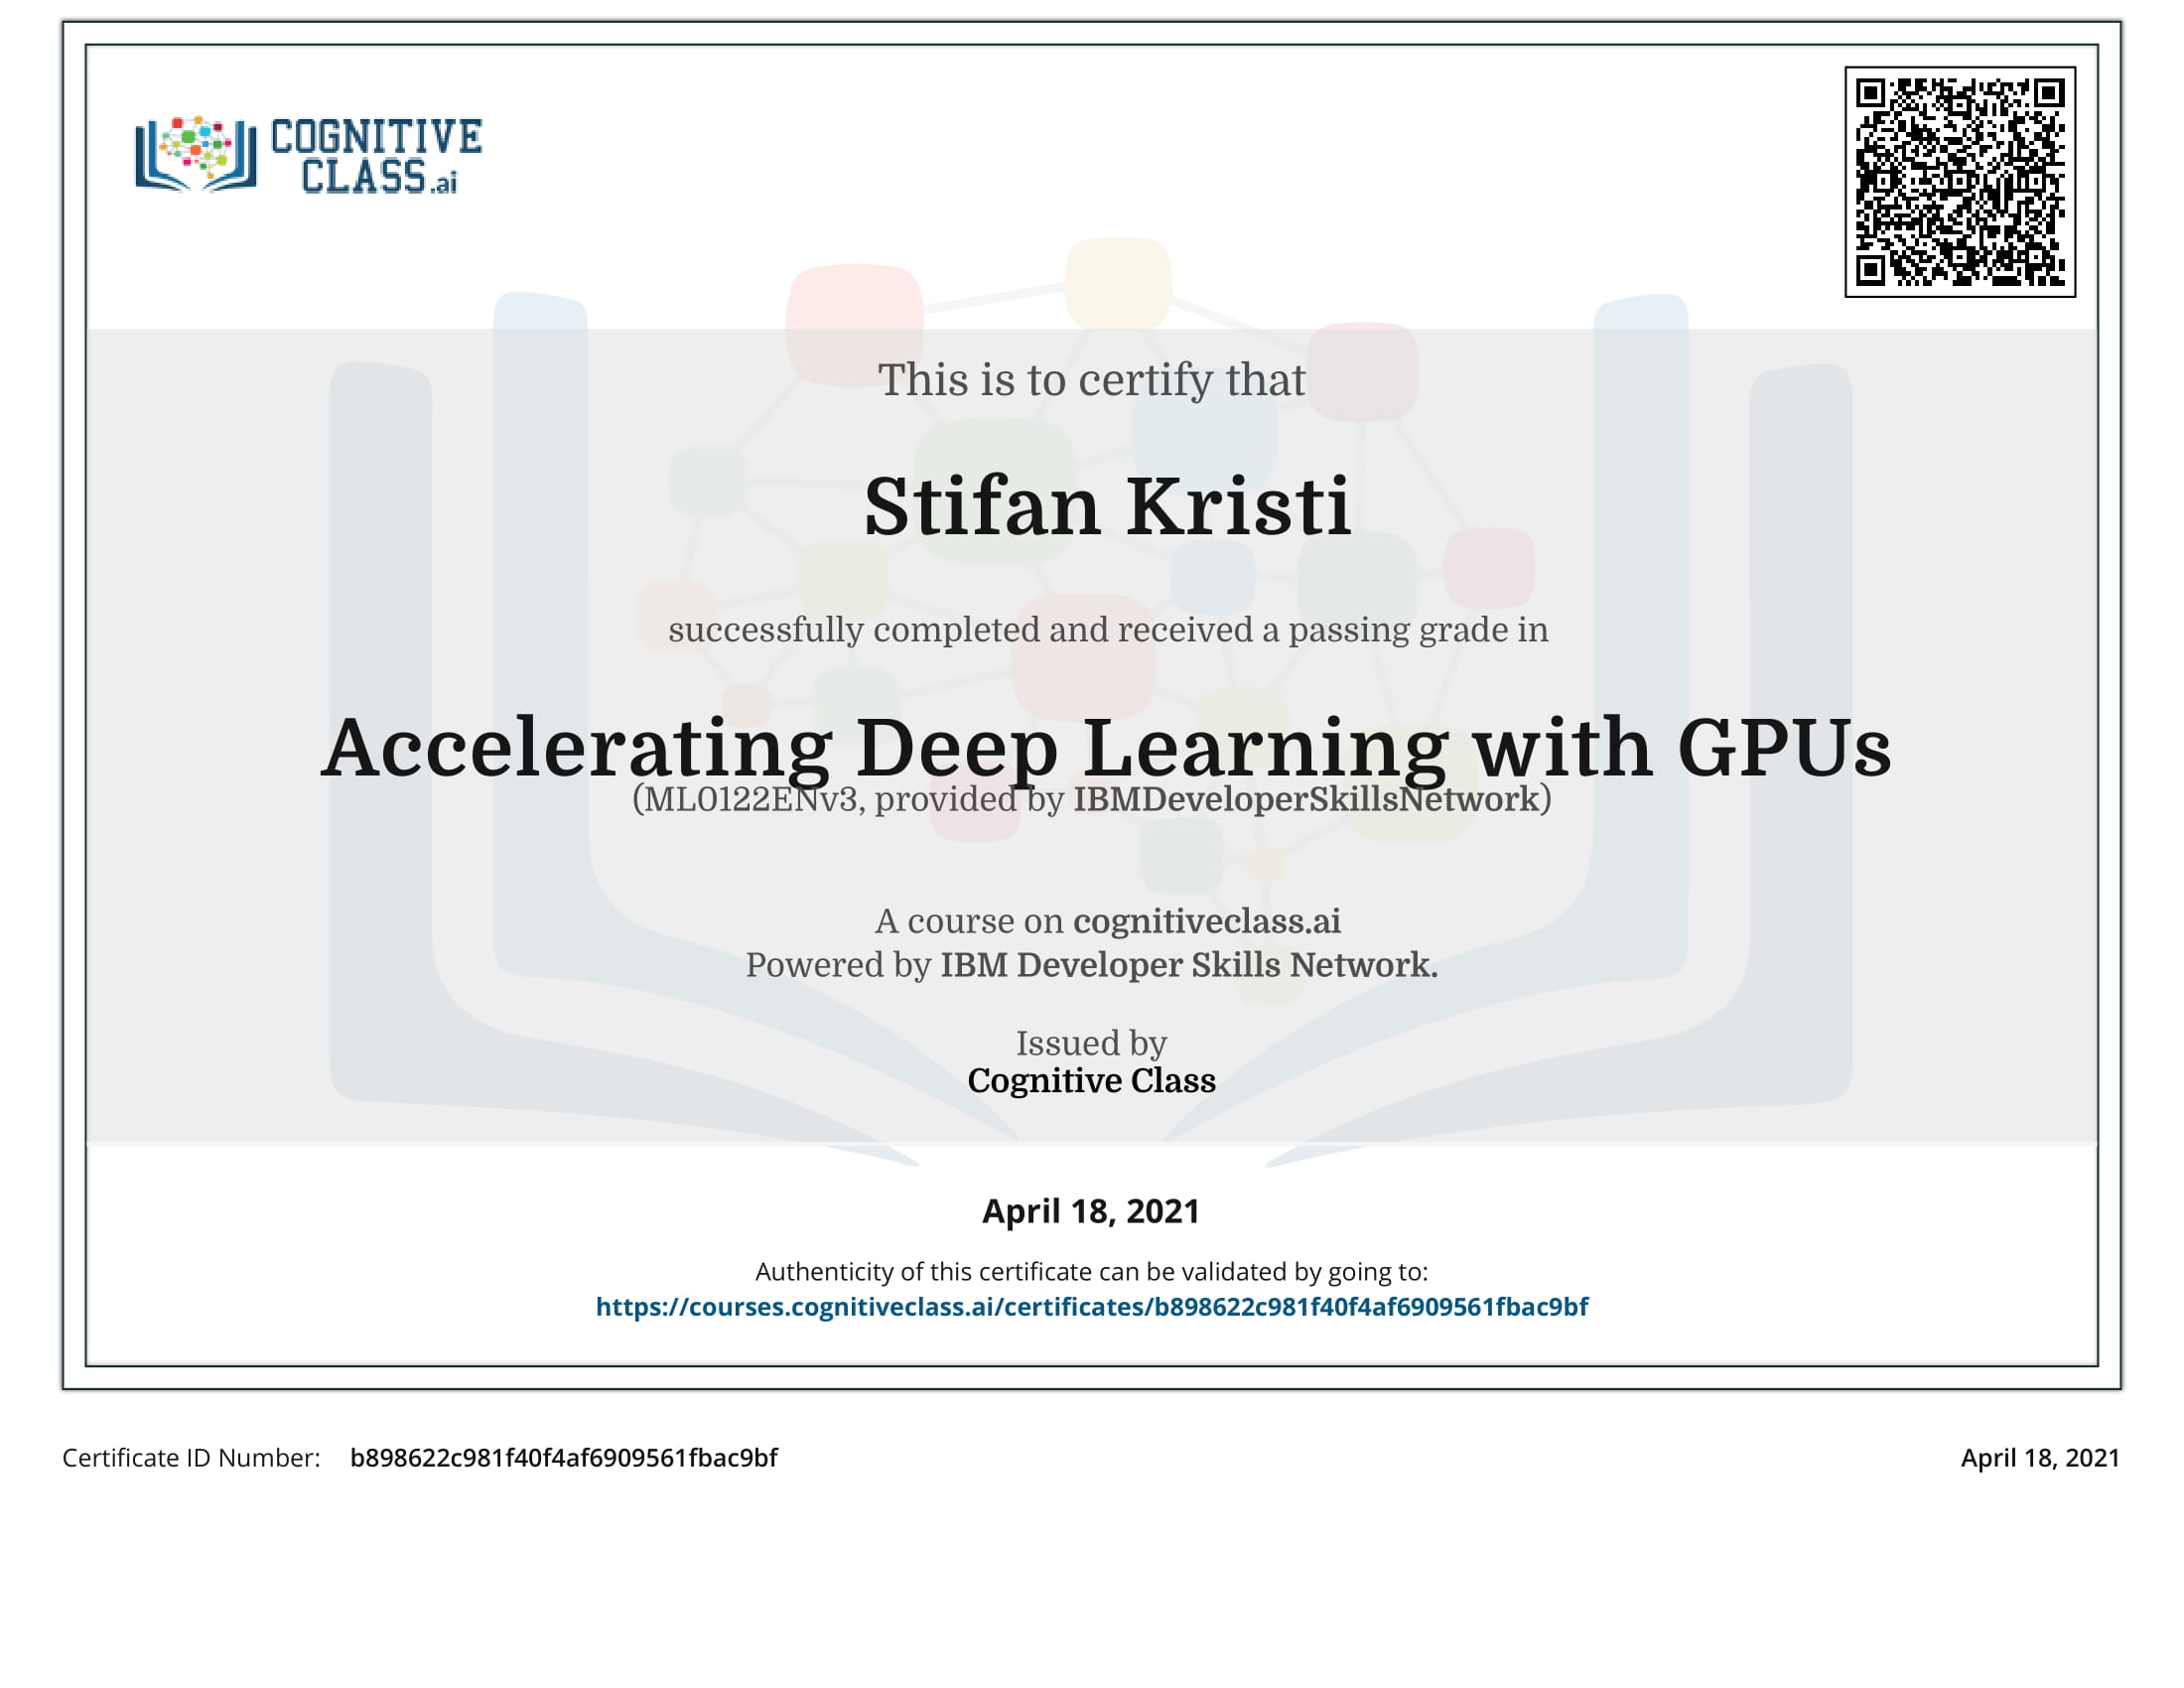 COGNITIVE
CLASS.ai
This is to certify that
Stifan Kristi
successfully completed and received a passing grade in
Accelerating Deep Learning with GPUs
(ML0122ENv3, provided by IBMDeveloperSkillsNetwork)
A course on cognitiveclass.ai
Powered by IBM Developer Skills Network.
Issued by
Cognitive Class
April 18, 2021
Authenticity of this certificate can be validated by going to:
https://courses.cognitiveclass.ai/certificates/b898622c981f40f4af6909561fbac9bf
Certificate ID Number: b898622c981f40f4af6909561fbac9bf
April 18, 2021